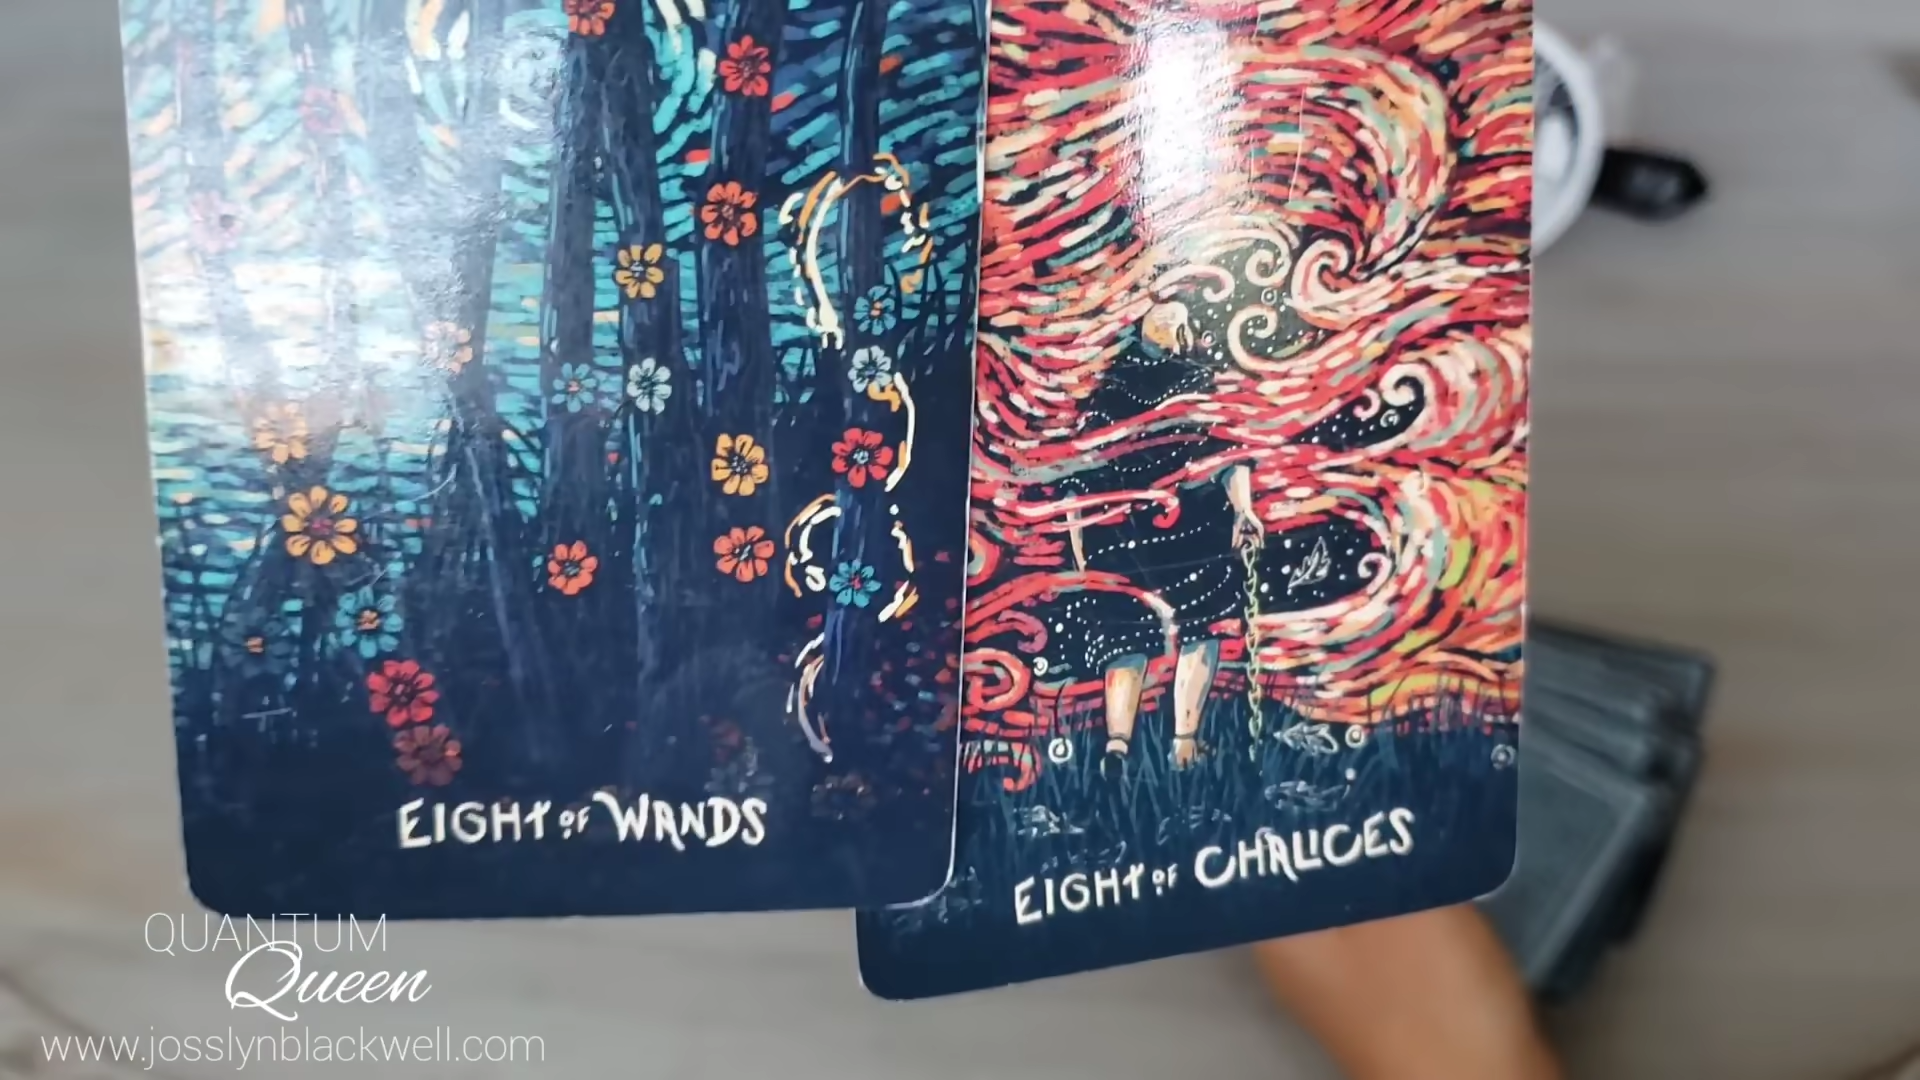 EIGHT OF WANDS
EIGHT OF CHALICES
QUANTUM
Queen
www.josslynblackwell.com